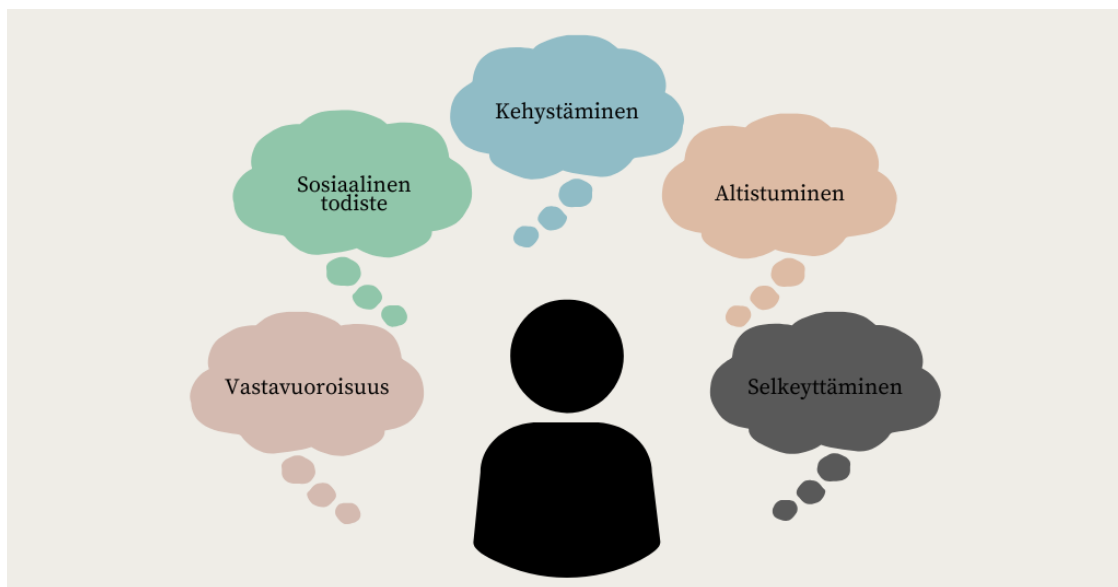 Kehystäminen
Sosiaalinen
todiste
Altistuminen
Vastavuoroisuus
Selkeyttäminen